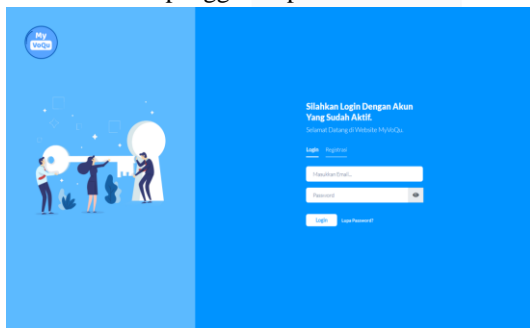 My
VoQu
Silahkan Login Dengan Akun
Yang Sudah Aktif.
Selamat Datang di Website MyVoQu.
Login Registrasi
Masukkan Email...
Password
Login Lupa Password?